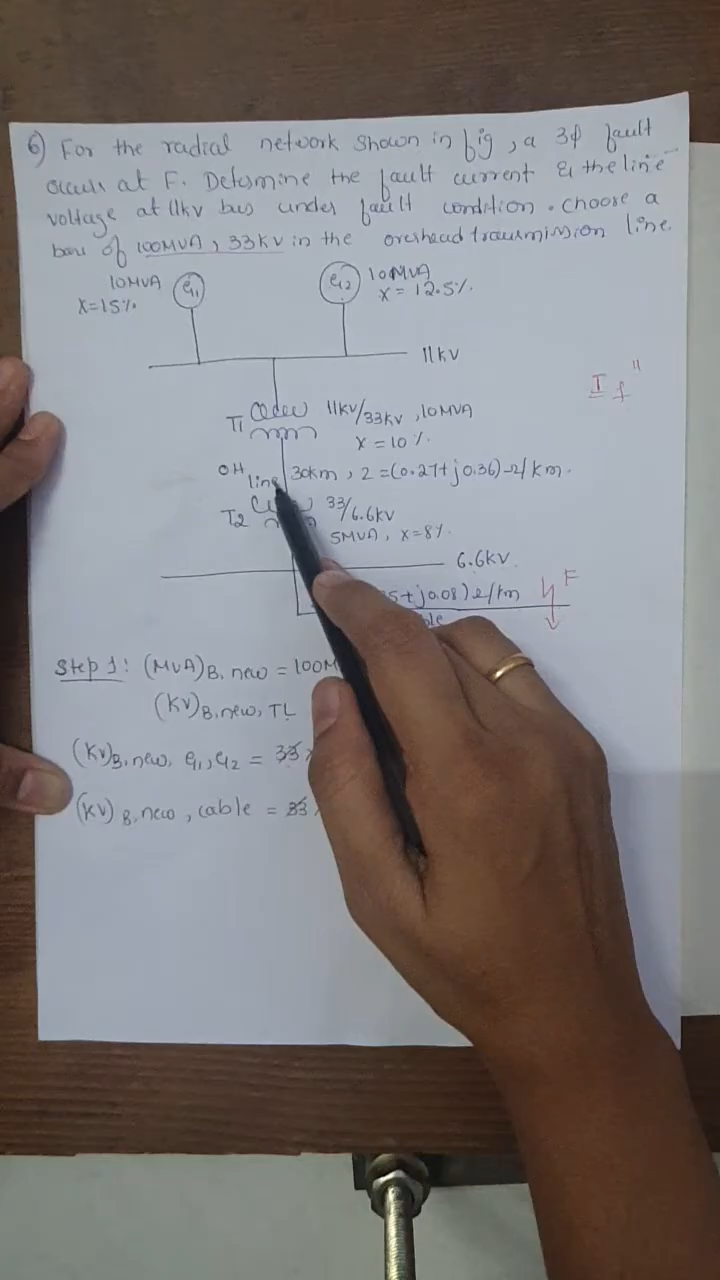 6) For the radial network shown in fig, a 3φ fault
occurs at F. Determine the fault current & the line
voltage at 11kv bus under fault condition. choose a
base of 100MVA, 33KV in the overhead transmission line.
10MVA
X=15%
G1
G2
10MVA
X=12.5%.
11kv
If"
T1
11kv/33kv, 10MVA
X=10%.
OH line
30km, Z=(0.27+j0.36)Ω/km.
T2
33/6.6kv
5MVA, X=8%.
6.6kv
5+j0.08)Ω/km
F
Step 1: (MVA)B, new = 100M
(KV)B, new, TL
(KV)B, new, G1, G2 = 33
(KV)B, new, cable = 33